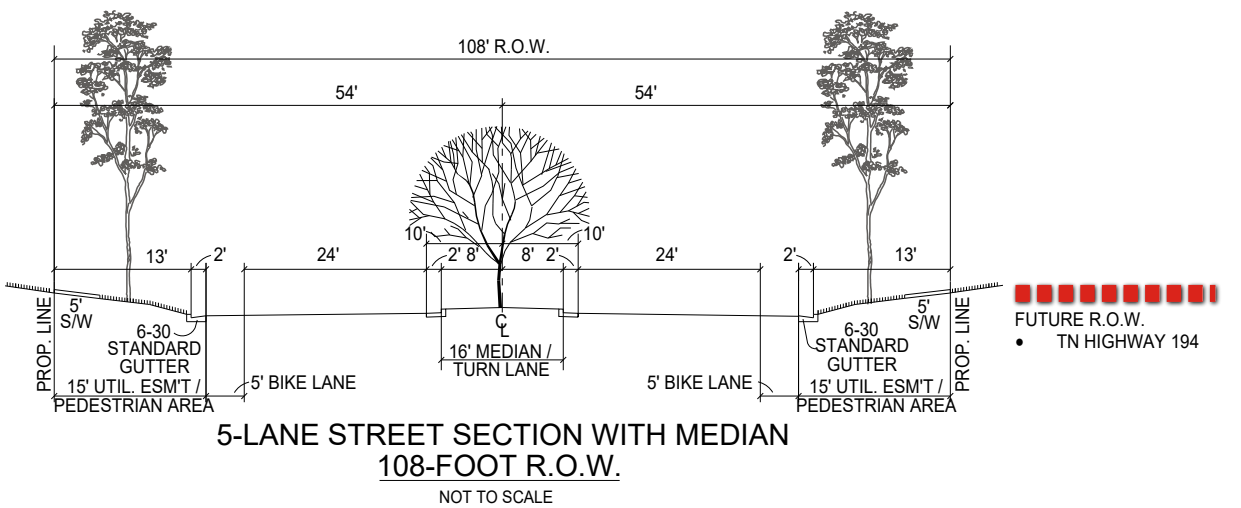 108' R.O.W.
54' 54'
10' 10'
13' 2' 24' 2' 8' 8' 2' 24' 2' 13'
PROP. LINE
5'
S/W
6-30
STANDARD
GUTTER
15' UTIL. ESM'T /
PEDESTRIAN AREA
5' BIKE LANE
CL
16' MEDIAN /
TURN LANE
5' BIKE LANE
6-30
STANDARD
GUTTER
15' UTIL. ESM'T /
PEDESTRIAN AREA
5'
S/W
PROP. LINE
FUTURE R.O.W.
• TN HIGHWAY 194
5-LANE STREET SECTION WITH MEDIAN
108-FOOT R.O.W.
NOT TO SCALE